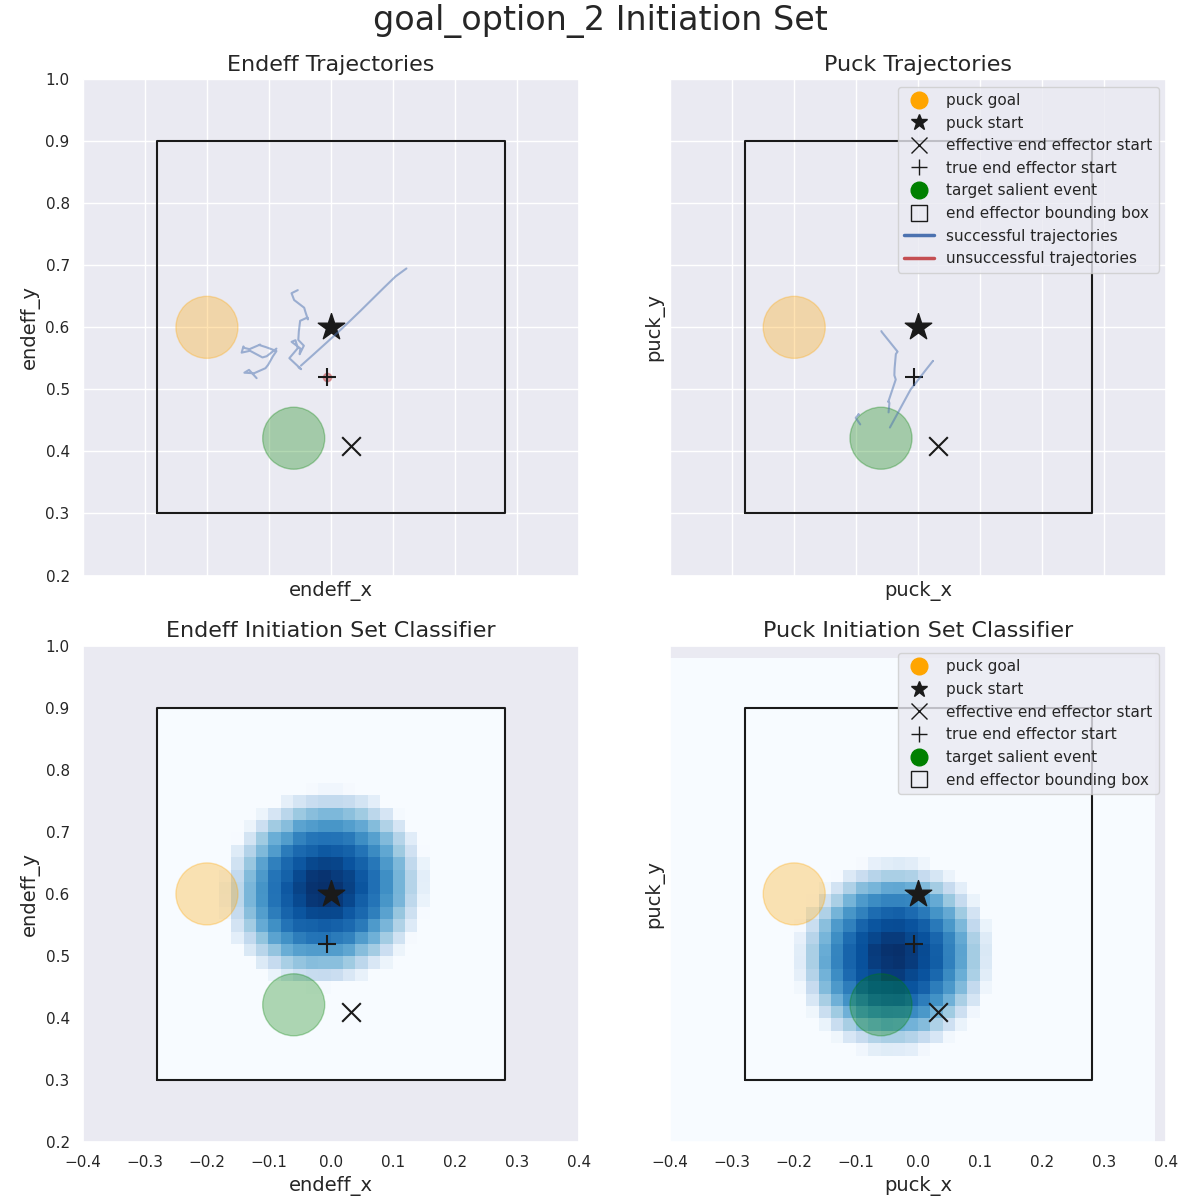 goal_option_2 Initiation Set
Endeff Trajectories
1.0
0.9
0.8
0.7
0.6
0.5
0.4
0.3
0.2
endeff_y
endeff_x
Puck Trajectories
puck goal
puck start
effective end effector start
true end effector start
target salient event
end effector bounding box
successful trajectories
unsuccessful trajectories
puck_y
puck_x
Endeff Initiation Set Classifier
1.0
0.9
0.8
0.7
0.6
0.5
0.4
0.3
0.2
endeff_y
−0.4 −0.3 −0.2 −0.1 0.0 0.1 0.2 0.3 0.4
endeff_x
Puck Initiation Set Classifier
puck goal
puck start
effective end effector start
true end effector start
target salient event
end effector bounding box
puck_y
−0.4 −0.3 −0.2 −0.1 0.0 0.1 0.2 0.3 0.4
puck_x